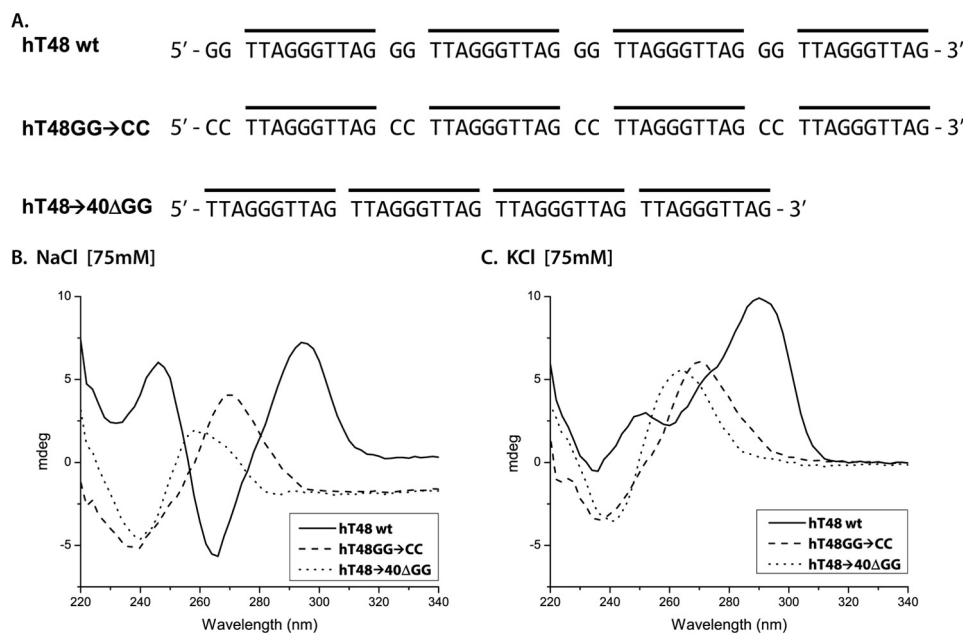 A.
hT48 wt 5′ - GG TTAGGGTTAG GG TTAGGGTTAG GG TTAGGGTTAG GG TTAGGGTTAG - 3′
hT48GG→CC 5′ - CC TTAGGGTTAG CC TTAGGGTTAG CC TTAGGGTTAG CC TTAGGGTTAG - 3′
hT48→40ΔGG 5′ - TTAGGGTTAG TTAGGGTTAG TTAGGGTTAG TTAGGGTTAG - 3′
B. NaCl [75mM]
10
5
0
-5
mdeg
hT48 wt
hT48GG→CC
hT48→40ΔGG
220 240 260 280 300 320 340
Wavelength (nm)
C. KCl [75mM]
10
5
0
-5
mdeg
hT48 wt
hT48GG→CC
hT48→40ΔGG
220 240 260 280 300 320 340
Wavelength (nm)